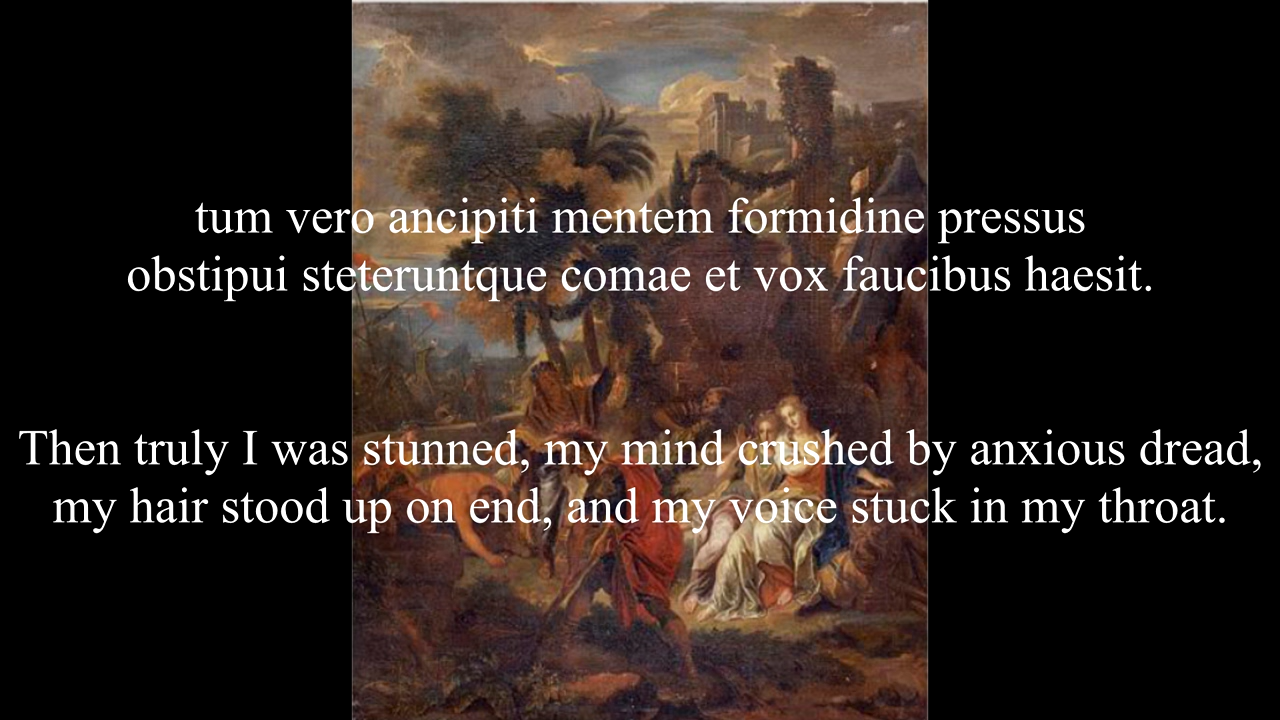 tum vero ancipiti mentem formidine pressus
obstipui steteruntque comae et vox faucibus haesit.
Then truly I was stunned, my mind crushed by anxious dread,
my hair stood up on end, and my voice stuck in my throat.